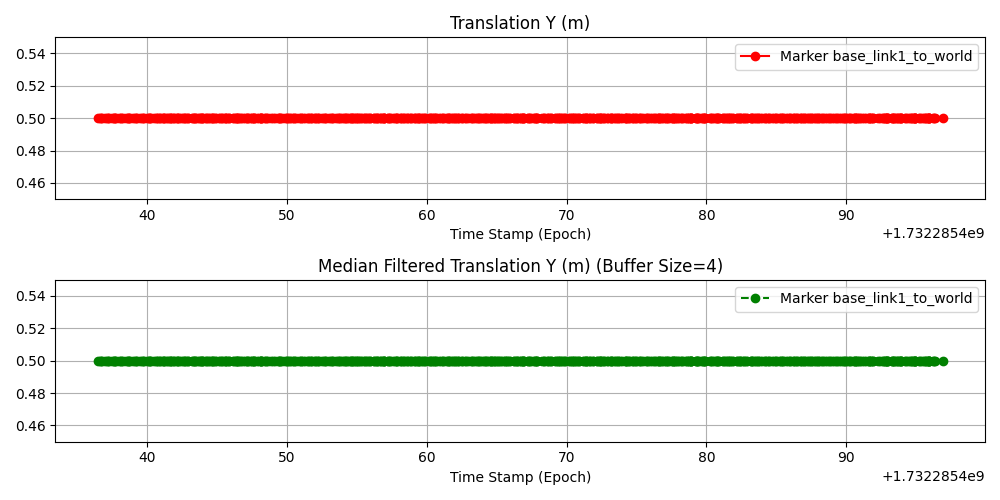 Translation Y (m)
Marker base_link1_to_world
0.54
0.52
0.50
0.48
0.46
40 50 60 70 80 90
Time Stamp (Epoch)
+1.7322854e9
Median Filtered Translation Y (m) (Buffer Size=4)
Marker base_link1_to_world
0.54
0.52
0.50
0.48
0.46
40 50 60 70 80 90
Time Stamp (Epoch)
+1.7322854e9